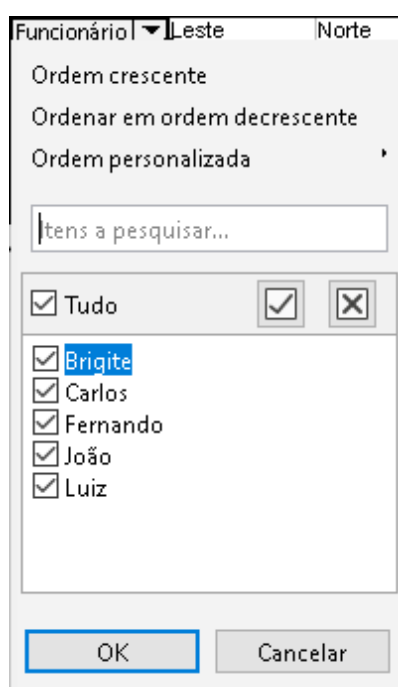 Funcionário Leste Norte
Ordem crescente
Ordenar em ordem decrescente
Ordem personalizada
Itens a pesquisar...
Tudo
Brigite
Carlos
Fernando
João
Luiz
OK Cancelar